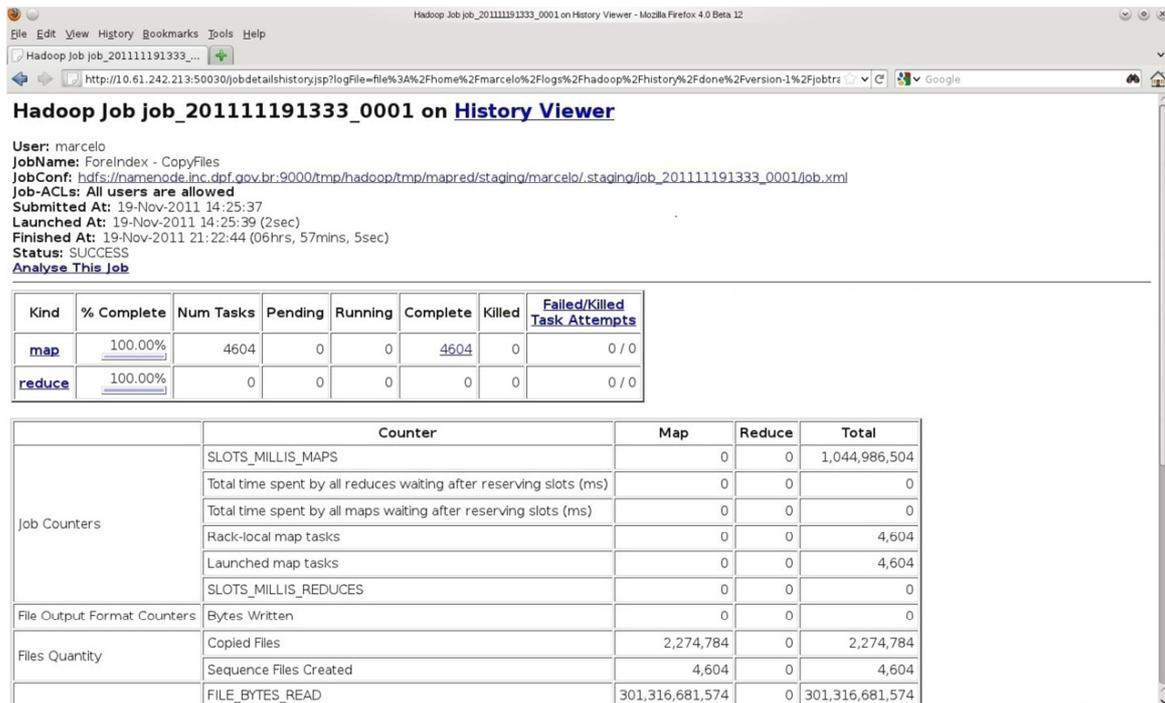 Hadoop Job job_201111191333_0001 on History Viewer - Mozilla Firefox 4.0 Beta 12
File Edit View History Bookmarks Tools Help
Hadoop Job job_201111191333_...
http://10.61.242.213:50030/jobdetailshistory.jsp?logFile=file%3A%2Fhome%2Fmarcelo%2Flogs%2Fhadoop%2Fhistory%2Fdone%2Fversion-1%2Fjobtra
Google
Hadoop Job job_201111191333_0001 on History Viewer
User: marcelo
JobName: ForeIndex - CopyFiles
JobConf: hdfs://namenode.inc.dpf.gov.br:9000/tmp/hadoop/tmp/mapred/staging/marcelo/.staging/job_201111191333_0001/job.xml
Job-ACLs: All users are allowed
Submitted At: 19-Nov-2011 14:25:37
Launched At: 19-Nov-2011 14:25:39 (2sec)
Finished At: 19-Nov-2011 21:22:44 (06hrs, 57mins, 5sec)
Status: SUCCESS
Analyse This Job
Kind % Complete Num Tasks Pending Running Complete Killed Failed/Killed Task Attempts
map 100.00% 4604 0 0 4604 0 0 / 0
reduce 100.00% 0 0 0 0 0 0 / 0
Counter Map Reduce Total
Job Counters
SLOTS_MILLIS_MAPS 0 0 1,044,986,504
Total time spent by all reduces waiting after reserving slots (ms) 0 0 0
Total time spent by all maps waiting after reserving slots (ms) 0 0 0
Rack-local map tasks 0 0 4,604
Launched map tasks 0 0 4,604
SLOTS_MILLIS_REDUCES 0 0 0
File Output Format Counters Bytes Written 0 0 0
Files Quantity
Copied Files 2,274,784 0 2,274,784
Sequence Files Created 4,604 0 4,604
FILE_BYTES_READ 301,316,681,574 0 301,316,681,574